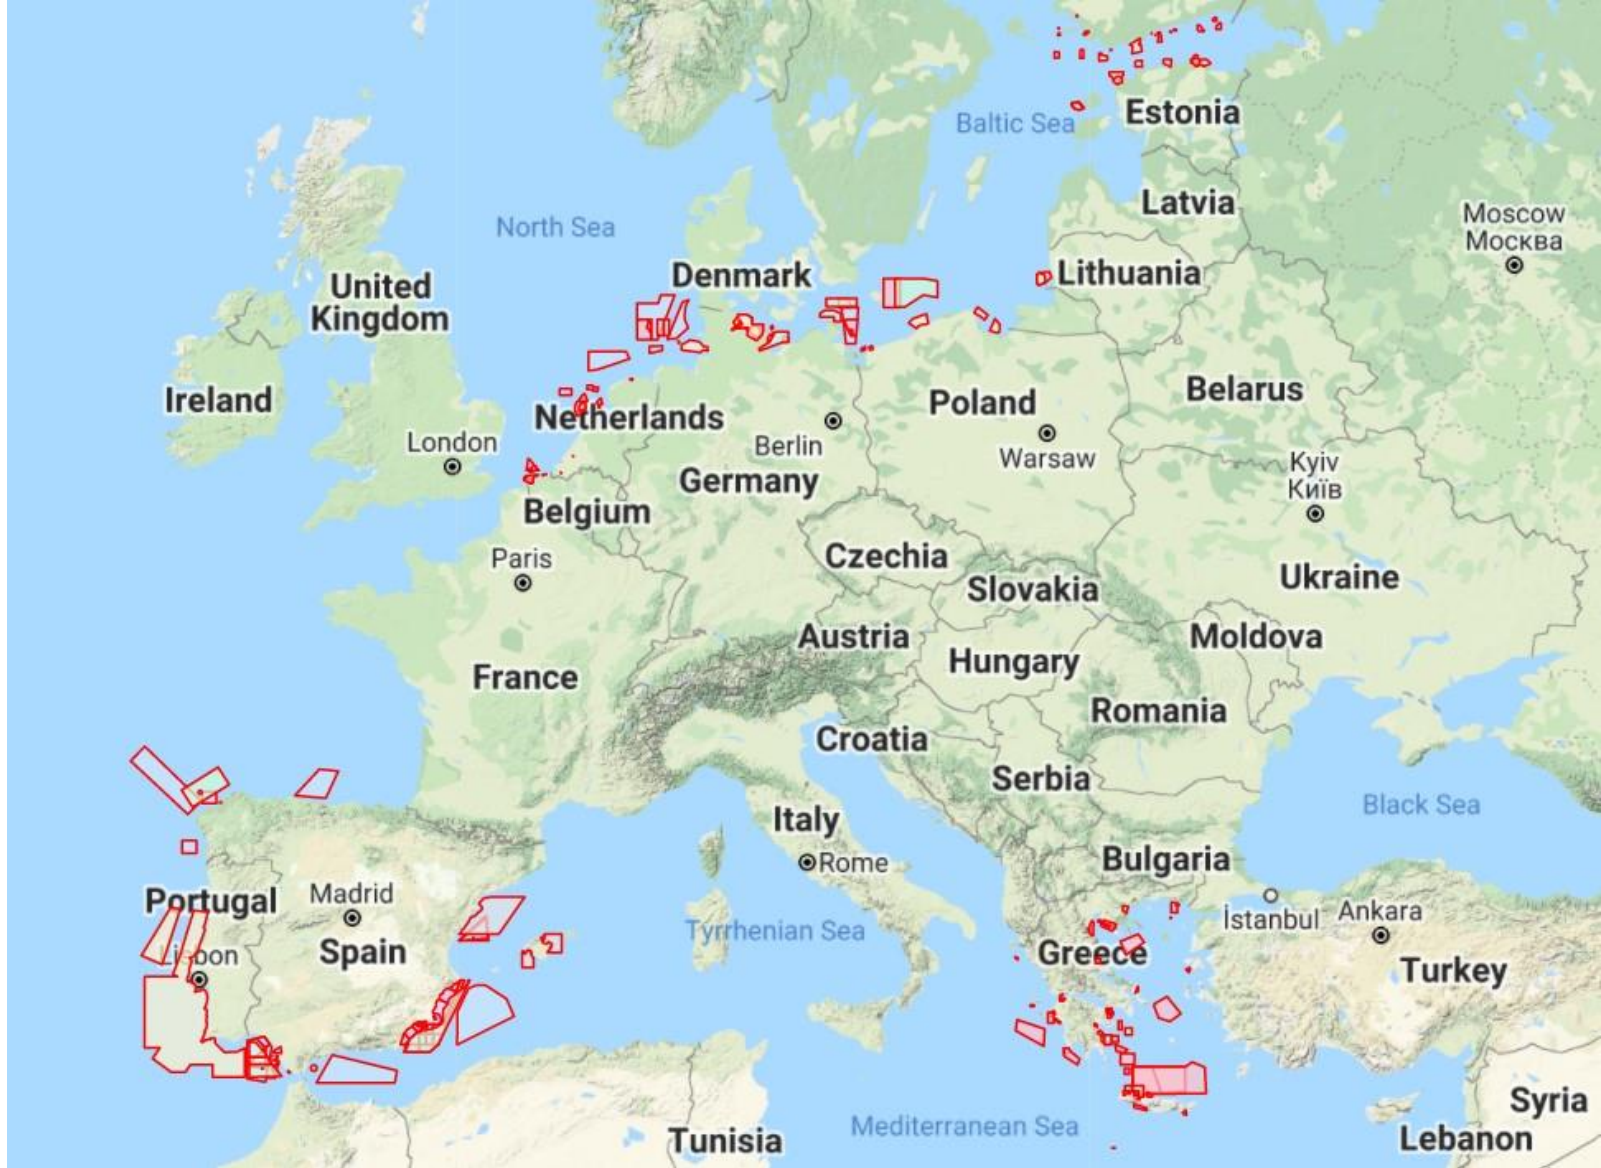 Estonia
Baltic Sea
Latvia
Moscow
Москва
North Sea
Denmark
Lithuania
United
Kingdom
Ireland
Netherlands
Poland
Belarus
London
Berlin
Warsaw
Germany
Kyiv
Київ
Belgium
Paris
Czechia
Slovakia
Ukraine
Austria
Hungary
Moldova
France
Romania
Croatia
Serbia
Black Sea
Italy
Rome
Bulgaria
Portugal
Madrid
İstanbul
Ankara
Tyrrhenian Sea
Spain
Greece
Lisbon
Turkey
Syria
Mediterranean Sea
Tunisia
Lebanon